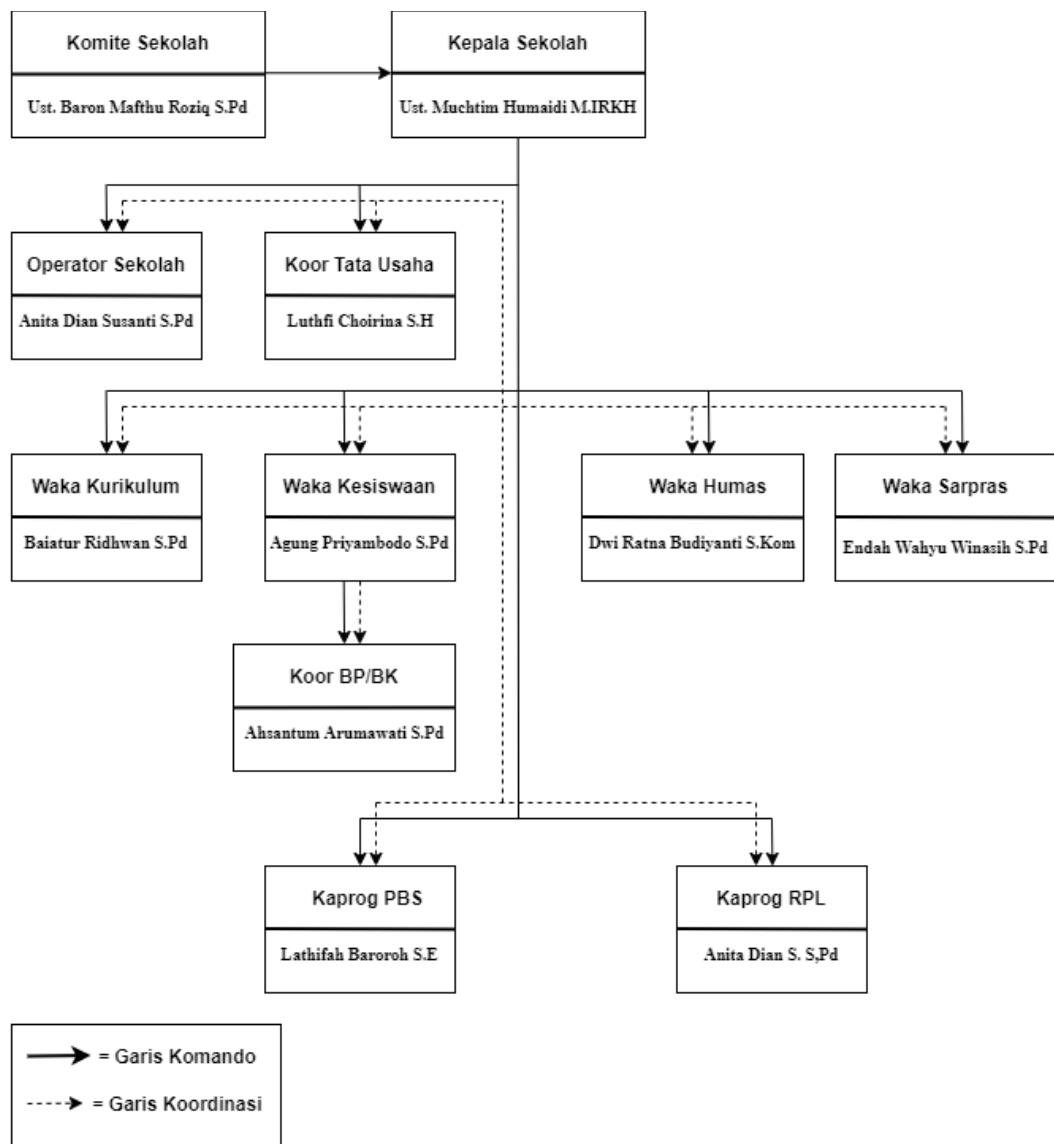 Komite Sekolah
Ust. Baron Mafthu Roziq S.Pd
Kepala Sekolah
Ust. Muchtim Humaidi M.IRKH
Operator Sekolah
Anita Dian Susanti S.Pd
Koor Tata Usaha
Luthfi Choirina S.H
Waka Kurikulum
Baiatur Ridhwan S.Pd
Waka Kesiswaan
Agung Priyambodo S.Pd
Waka Humas
Dwi Ratna Budiyanti S.Kom
Waka Sarpras
Endah Wahyu Winasih S.Pd
Koor BP/BK
Ahsantum Arumawati S.Pd
Kaprog PBS
Lathifah Baroroh S.E
Kaprog RPL
Anita Dian S. S,Pd
= Garis Komando
= Garis Koordinasi